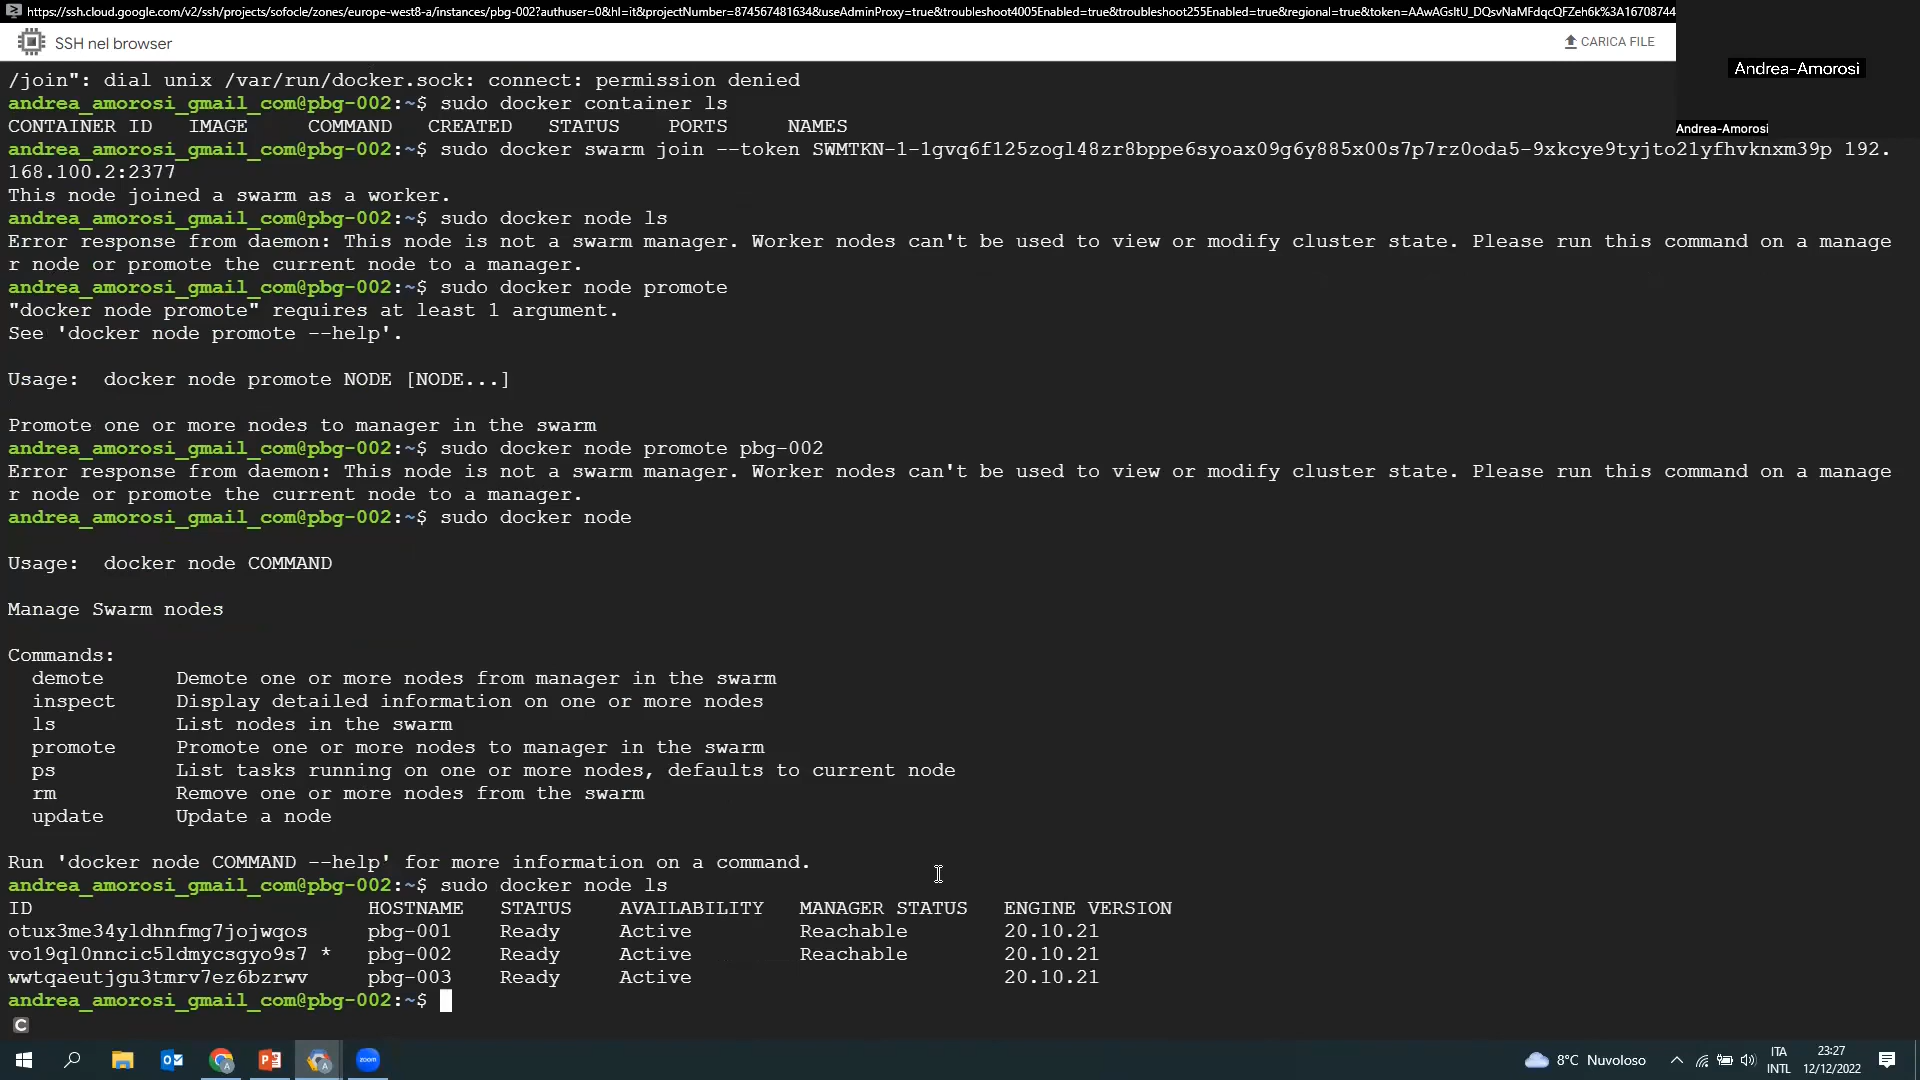 https://ssh.cloud.google.com/v2/ssh/projects/sofocle/zones/europe-west8-a/instances/pbg-002?authuser=0&hl=it&projectNumber=874567481634&useAdminProxy=true&troubleshoot4005Enabled=true&troubleshoot255Enabled=true&regional=true&token=AAwAGsltU_DQsvNaMFdqcQFZeh6k%3A16708744
SSH nel browser
CARICA FILE
Andrea-Amorosi
Andrea-Amorosi
/join": dial unix /var/run/docker.sock: connect: permission denied
andrea_amorosi_gmail_com@pbg-002:~$ sudo docker container ls
CONTAINER ID   IMAGE     COMMAND   CREATED   STATUS    PORTS     NAMES
andrea_amorosi_gmail_com@pbg-002:~$ sudo docker swarm join --token SWMTKN-1-1gvq6f125zogl48zr8bppe6syoax09g6y885x00s7p7rz0oda5-9xkcye9tyjto21yfhvknxm39p 192.
168.100.2:2377
This node joined a swarm as a worker.
andrea_amorosi_gmail_com@pbg-002:~$ sudo docker node ls
Error response from daemon: This node is not a swarm manager. Worker nodes can't be used to view or modify cluster state. Please run this command on a manage
r node or promote the current node to a manager.
andrea_amorosi_gmail_com@pbg-002:~$ sudo docker node promote
"docker node promote" requires at least 1 argument.
See 'docker node promote --help'.
Usage:  docker node promote NODE [NODE...]
Promote one or more nodes to manager in the swarm
andrea_amorosi_gmail_com@pbg-002:~$ sudo docker node promote pbg-002
Error response from daemon: This node is not a swarm manager. Worker nodes can't be used to view or modify cluster state. Please run this command on a manage
r node or promote the current node to a manager.
andrea_amorosi_gmail_com@pbg-002:~$ sudo docker node
Usage:  docker node COMMAND
Manage Swarm nodes
Commands:
demote      Demote one or more nodes from manager in the swarm
inspect     Display detailed information on one or more nodes
ls          List nodes in the swarm
promote     Promote one or more nodes to manager in the swarm
ps          List tasks running on one or more nodes, defaults to current node
rm          Remove one or more nodes from the swarm
update      Update a node
Run 'docker node COMMAND --help' for more information on a command.
andrea_amorosi_gmail_com@pbg-002:~$ sudo docker node ls
ID                            HOSTNAME   STATUS    AVAILABILITY   MANAGER STATUS   ENGINE VERSION
otux3me34yldhnfmg7jojwqos     pbg-001    Ready     Active         Reachable        20.10.21
vo19ql0nncic5ldmycsgyo9s7 *   pbg-002    Ready     Active         Reachable        20.10.21
wwtqaeutjgu3tmrv7ez6bzrwv     pbg-003    Ready     Active                          20.10.21
andrea_amorosi_gmail_com@pbg-002:~$
C
8°C Nuvoloso
ITA
INTL
23:27
12/12/2022
zoom